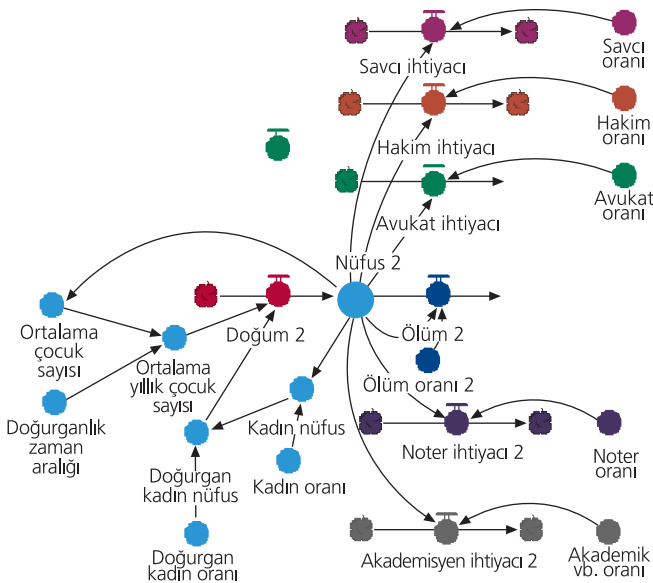 Savcı ihtiyacı
Savcı
oranı
Hakim ihtiyacı
Hakim
oranı
Avukat ihtiyacı
Avukat
oranı
Nüfus 2
Ortalama
çocuk
sayısı
Doğum 2
Ölüm 2
Ortalama
yıllık çocuk
sayısı
Ölüm oranı 2
Doğurganlık
zaman
aralığı
Kadın nüfus
Noter ihtiyacı 2
Noter
oranı
Doğurgan
kadın nüfus
Kadın oranı
Doğurgan
kadın oranı
Akademisyen ihtiyacı 2
Akademik
vb. oranı